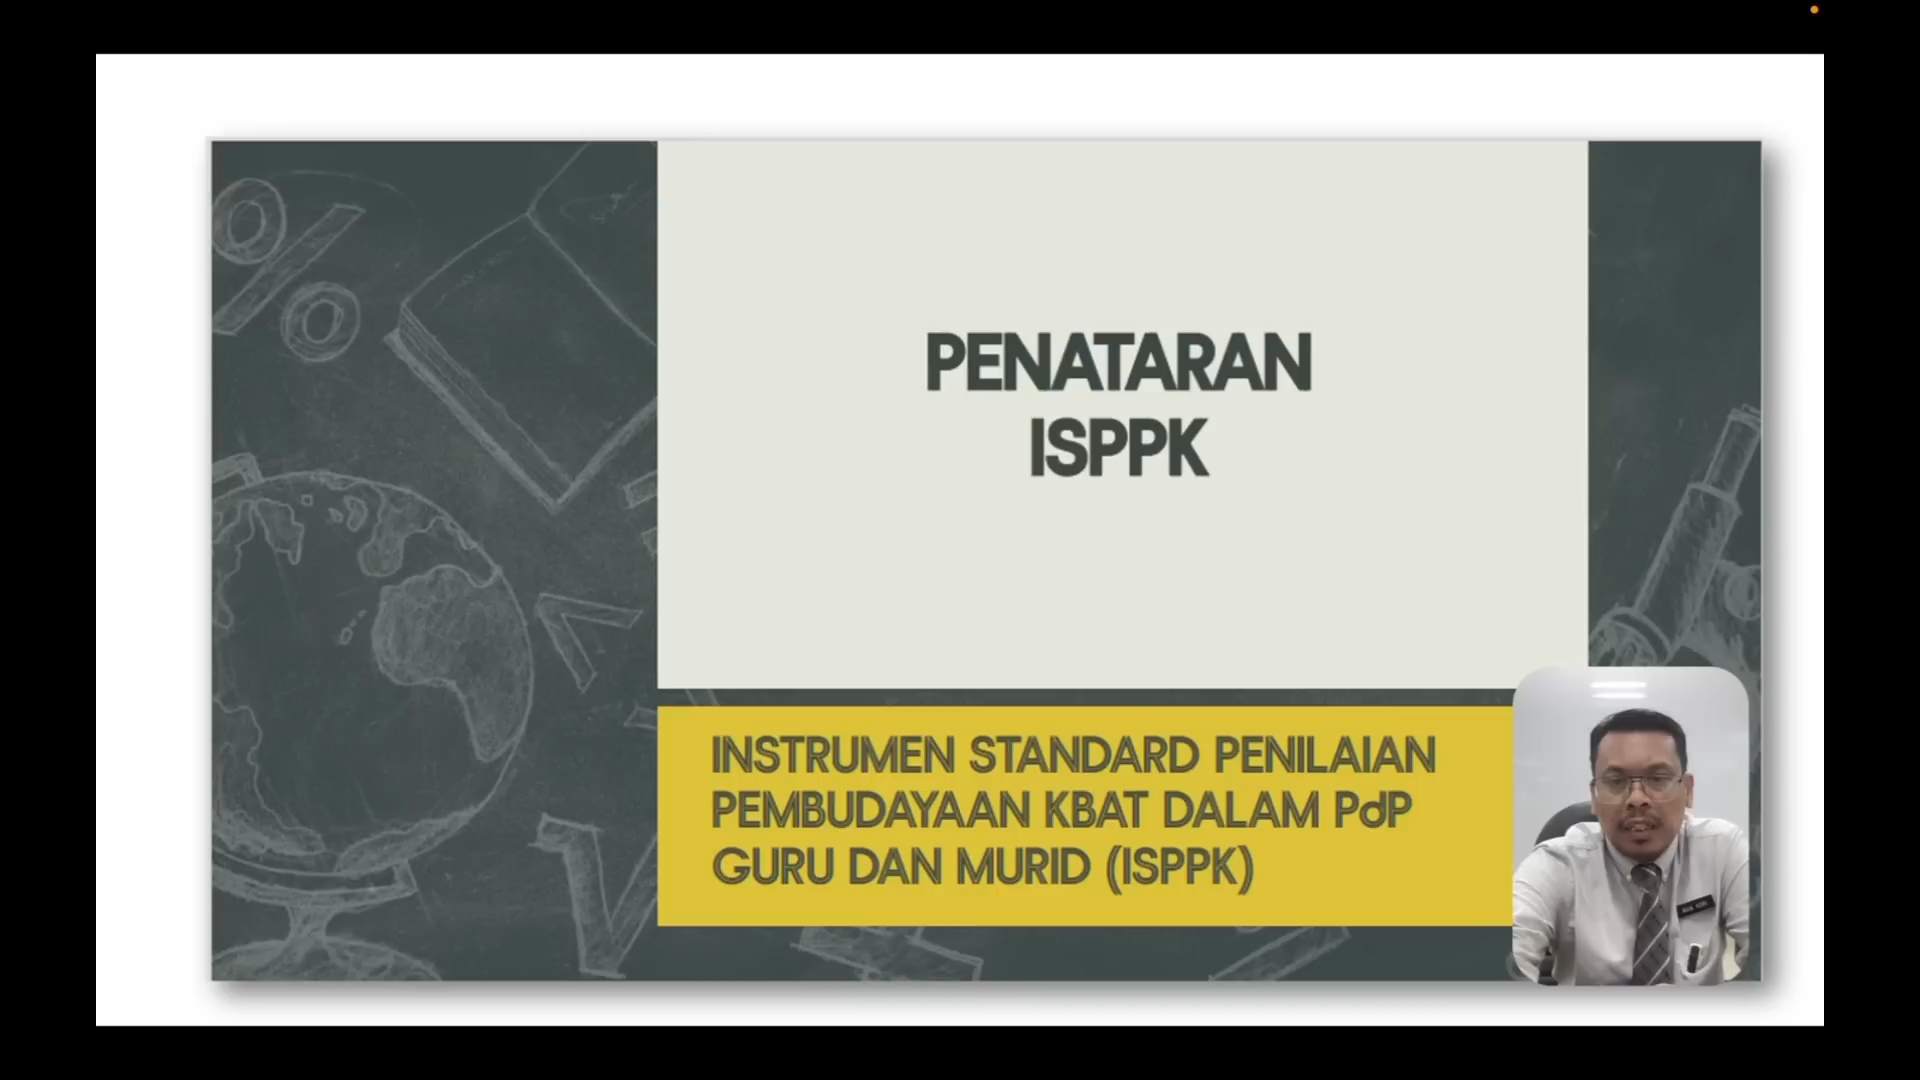 PENATARAN
ISPPK
INSTRUMEN STANDARD PENILAIAN
PEMBUDAYAAN KBAT DALAM PdP
GURU DAN MURID (ISPPK)